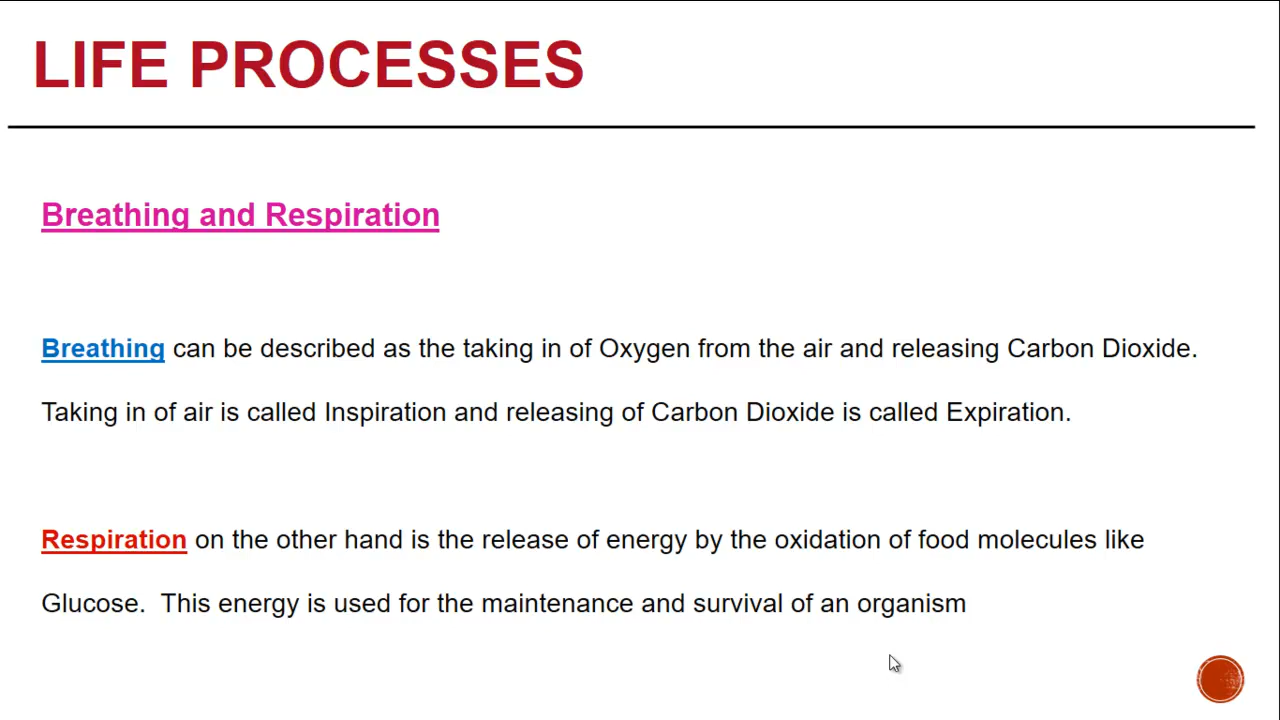 LIFE PROCESSES
Breathing and Respiration
Breathing can be described as the taking in of Oxygen from the air and releasing Carbon Dioxide.
Taking in of air is called Inspiration and releasing of Carbon Dioxide is called Expiration.
Respiration on the other hand is the release of energy by the oxidation of food molecules like
Glucose.  This energy is used for the maintenance and survival of an organism